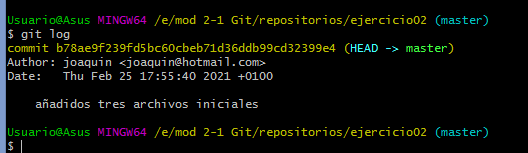 Usuario@Asus MINGW64 /e/mod 2-1 Git/repositorios/ejercicio02 (master)
$ git log
commit b78ae9f239fd5bc60cbeb71d36ddb99cd32399e4 (HEAD -> master)
Author: joaquin <joaquin@hotmail.com>
Date:   Thu Feb 25 17:55:40 2021 +0100
    añadidos tres archivos iniciales
Usuario@Asus MINGW64 /e/mod 2-1 Git/repositorios/ejercicio02 (master)
$